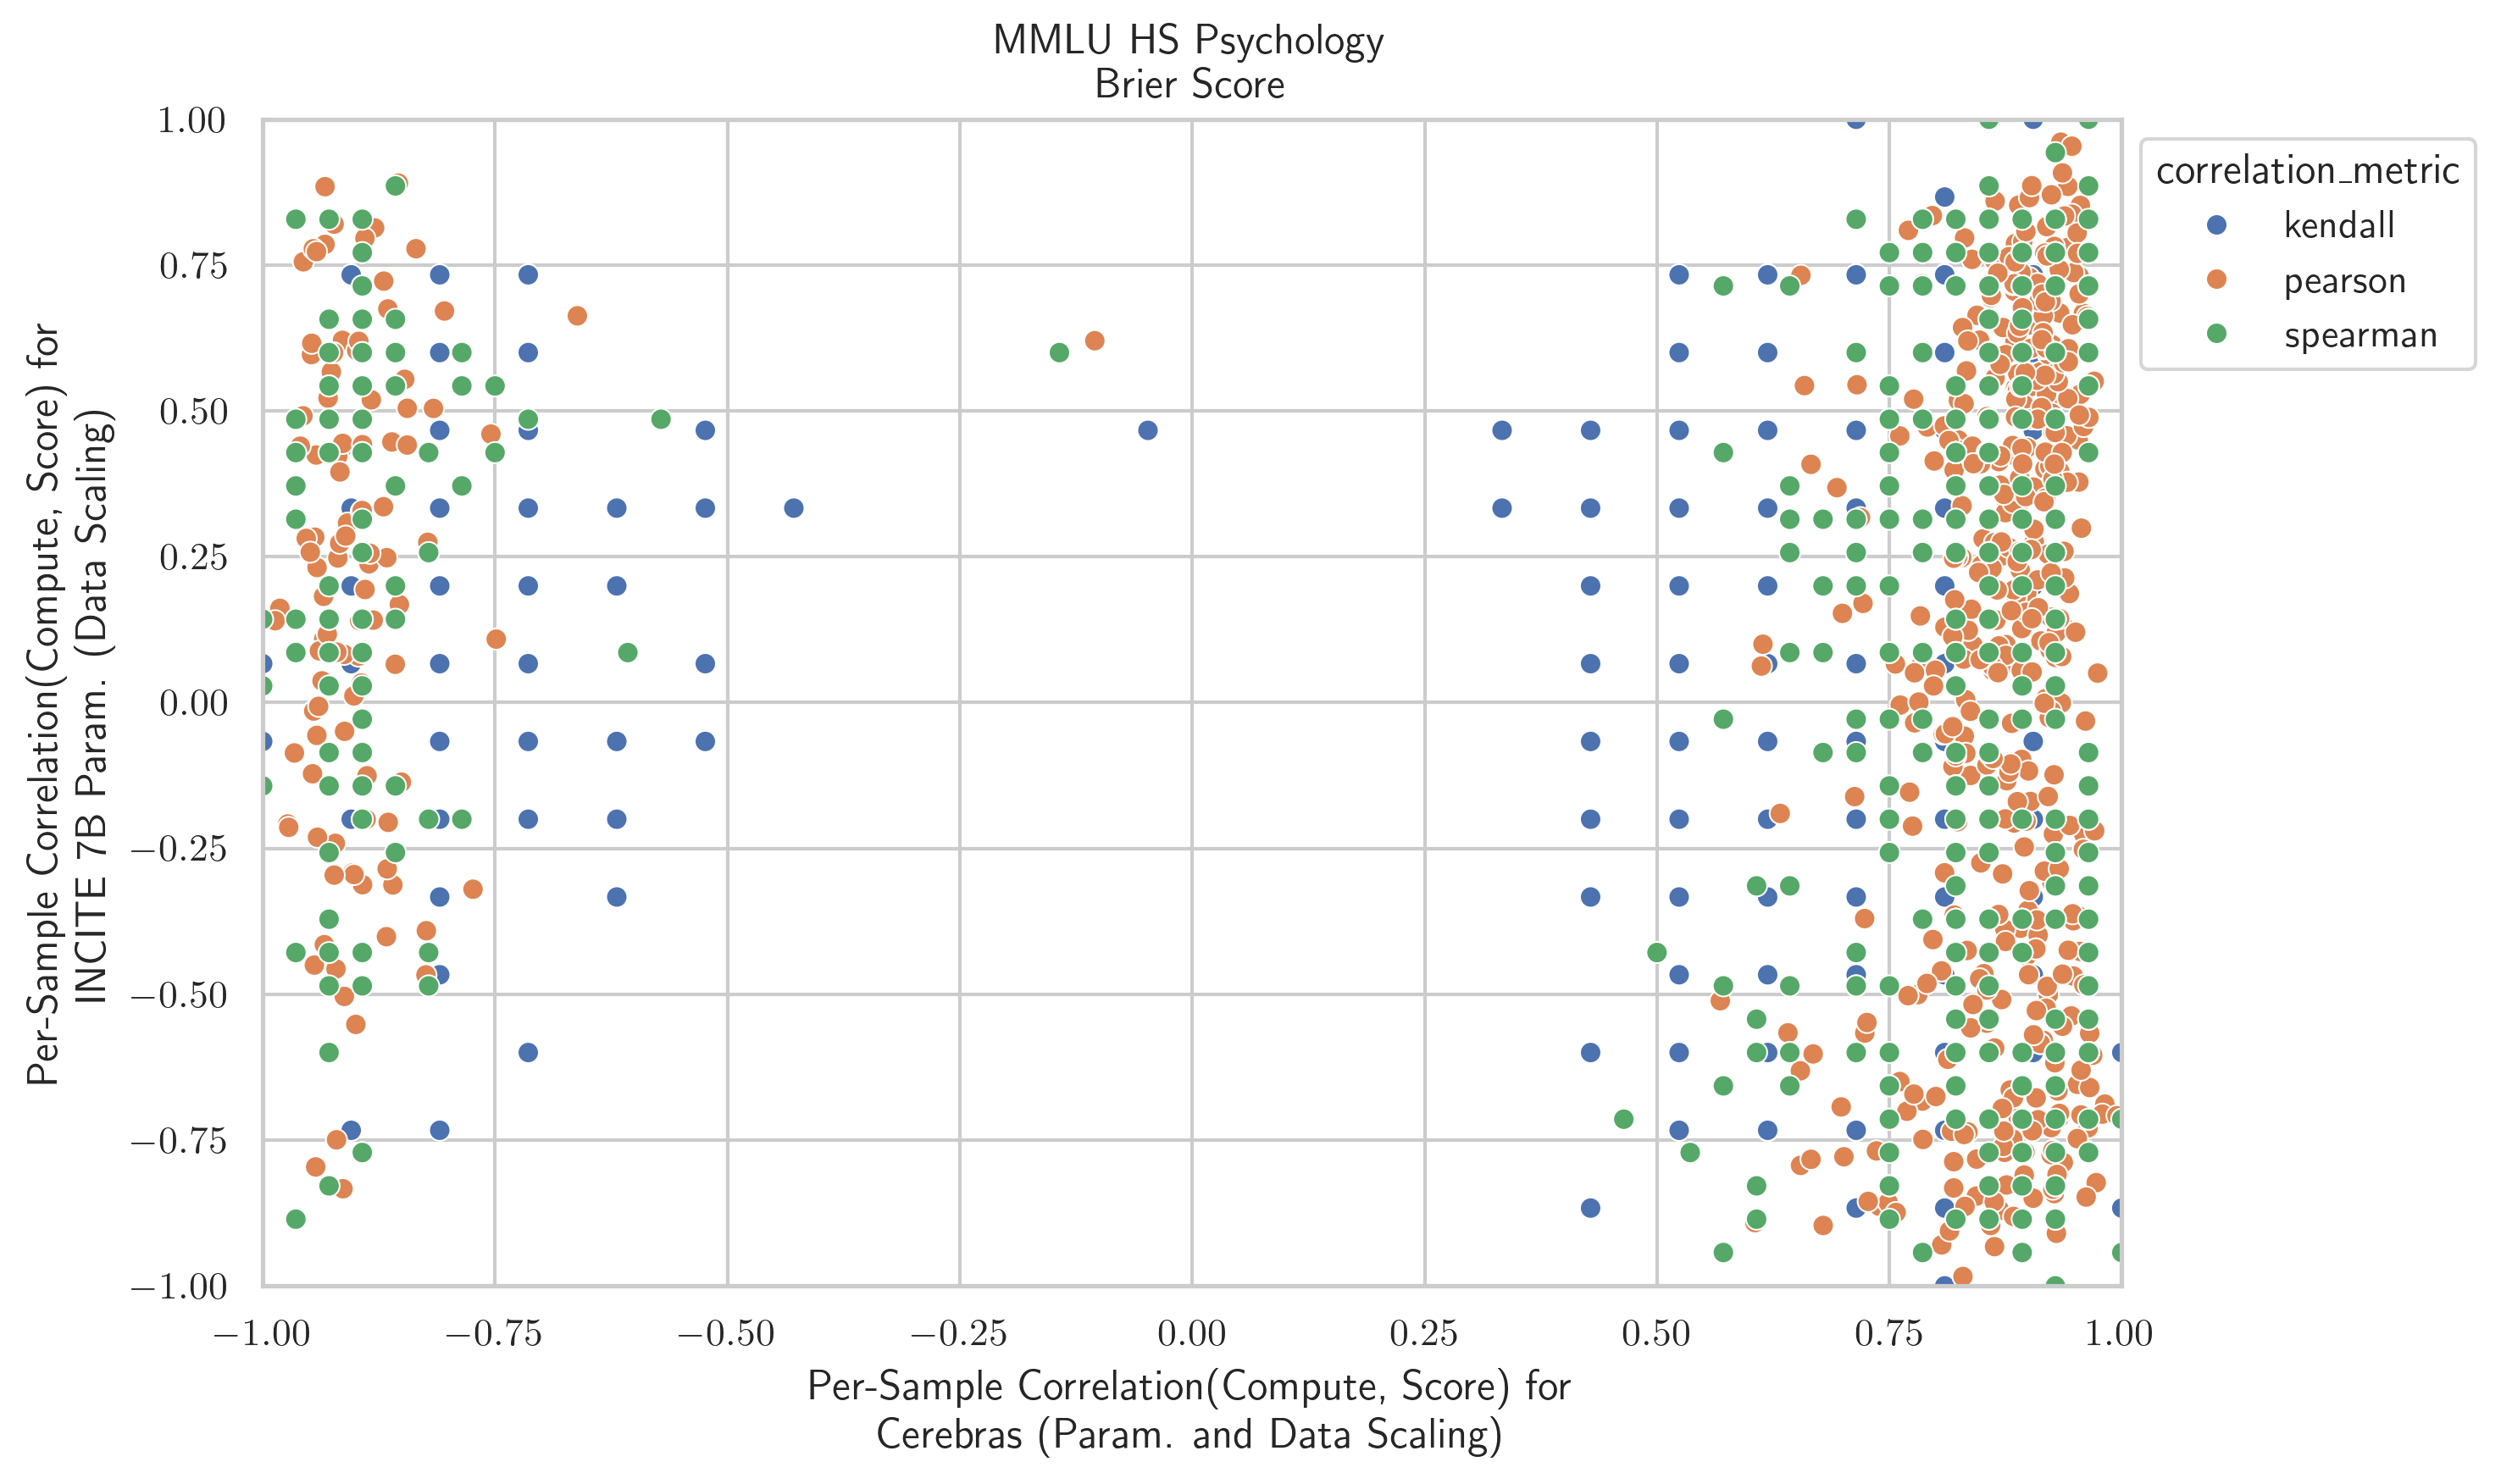 MMLU HS Psychology
Brier Score
Per-Sample Correlation(Compute, Score) for
INCITE 7B Param. (Data Scaling)
1.00
0.75
0.50
0.25
0.00
−0.25
−0.50
−0.75
−1.00
−1.00
−0.75
−0.50
−0.25
0.00
0.25
0.50
0.75
1.00
Per-Sample Correlation(Compute, Score) for
Cerebras (Param. and Data Scaling)
correlation_metric
kendall
pearson
spearman